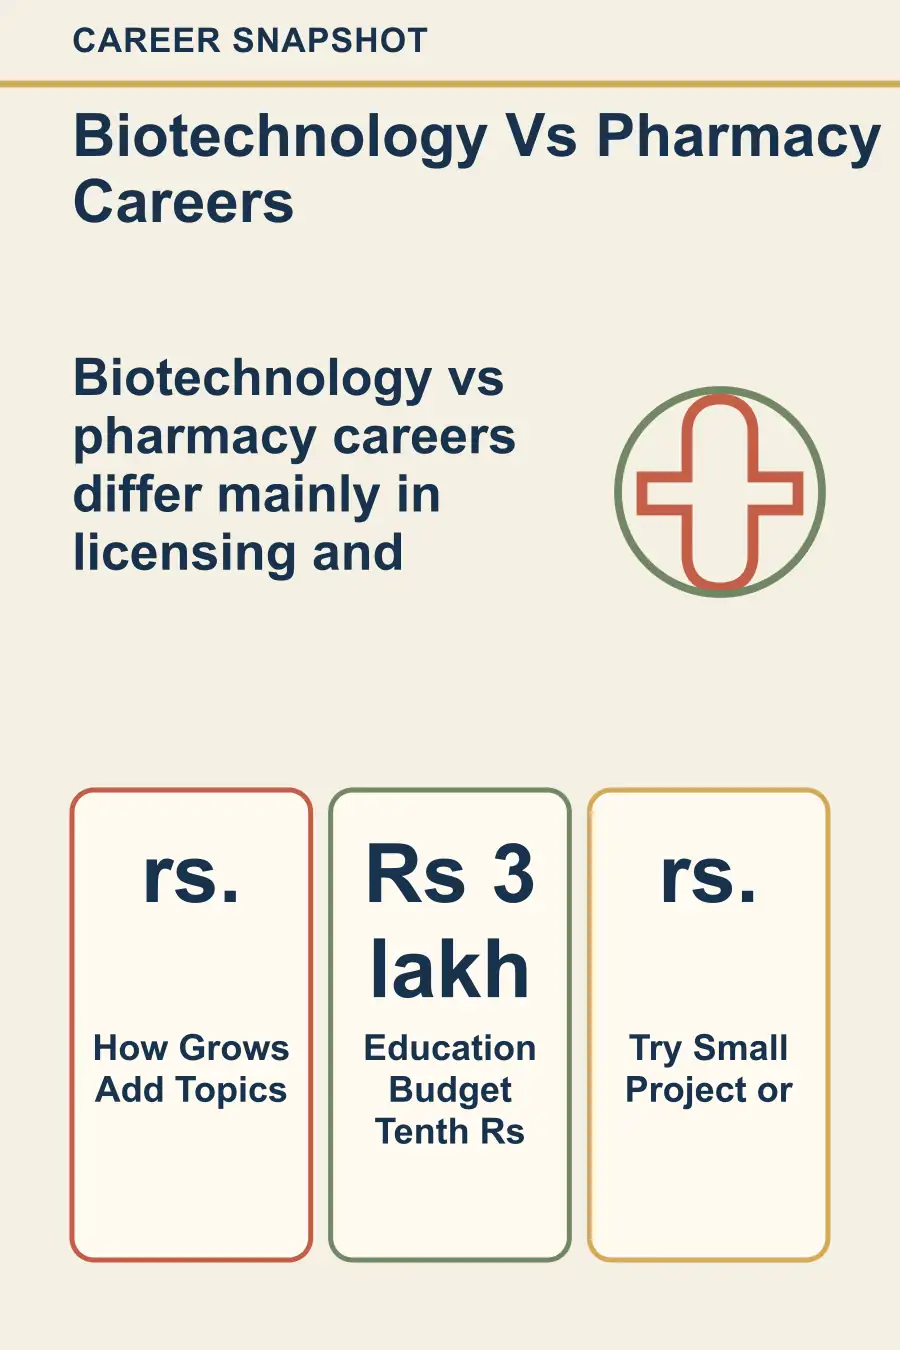 CAREER SNAPSHOT
Biotechnology Vs Pharmacy
Careers
Biotechnology vs
pharmacy careers
differ mainly in
licensing and
rs.
How Grows
Add Topics
Rs 3
lakh
Education
Budget
Tenth Rs
rs.
Try Small
Project or